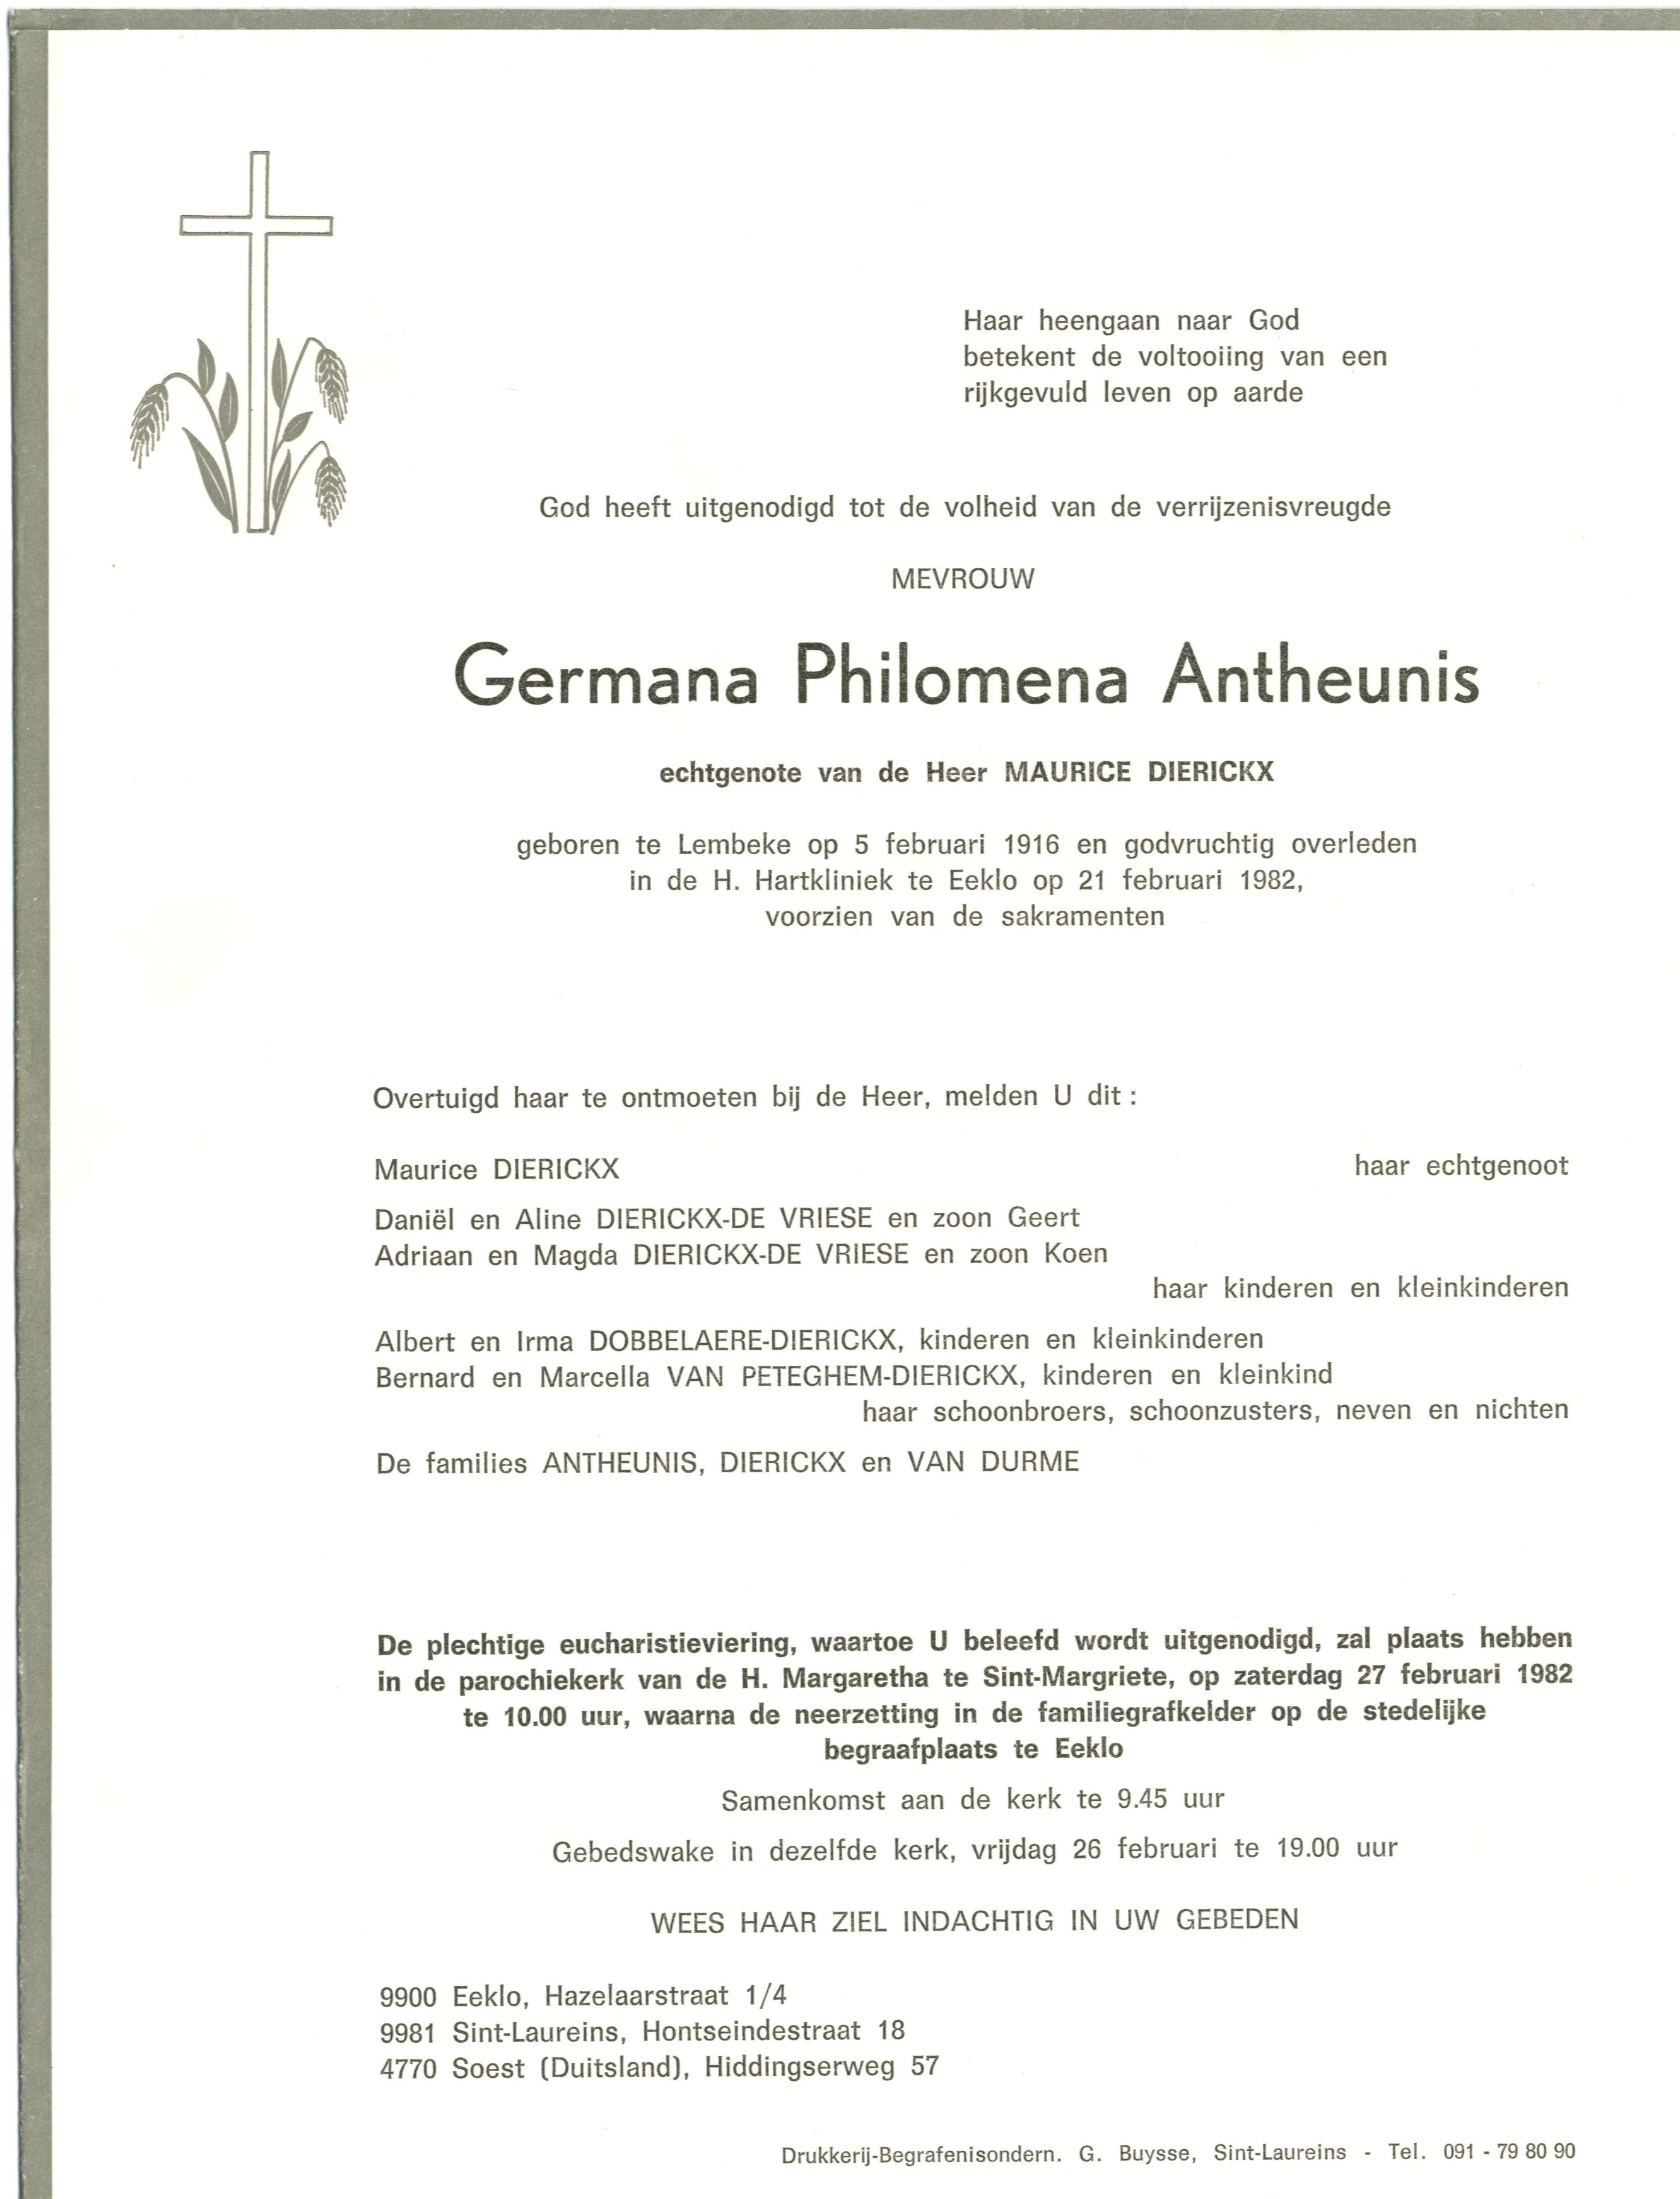 Haar heengaan naar God
betekent de voltooiing van een
rijkgevuld leven op aarde
God heeft uitgenodigd tot de volheid van de verrijzenisvreugde
MEVROUW
Germana Philomena Antheunis
echtgenote van de Heer MAURICE DIERICKX
geboren te Lembeke op 5 februari 1916 en godvruchtig overleden
in de H. Hartkliniek te Eeklo op 21 februari 1982,
voorzien van de sakramenten
Overtuigd haar te ontmoeten bij de Heer, melden U dit :
Maurice DIERICKX haar echtgenoot
Daniël en Aline DIERICKX-DE VRIESE en zoon Geert
Adriaan en Magda DIERICKX-DE VRIESE en zoon Koen
haar kinderen en kleinkinderen
Albert en Irma DOBBELAERE-DIERICKX, kinderen en kleinkinderen
Bernard en Marcella VAN PETEGHEM-DIERICKX, kinderen en kleinkind
haar schoonbroers, schoonzusters, neven en nichten
De families ANTHEUNIS, DIERICKX en VAN DURME
De plechtige eucharistieviering, waartoe U beleefd wordt uitgenodigd, zal plaats hebben
in de parochiekerk van de H. Margaretha te Sint-Margriete, op zaterdag 27 februari 1982
te 10.00 uur, waarna de neerzetting in de familiegrafkelder op de stedelijke
begraafplaats te Eeklo
Samenkomst aan de kerk te 9.45 uur
Gebedswake in dezelfde kerk, vrijdag 26 februari te 19.00 uur
WEES HAAR ZIEL INDACHTIG IN UW GEBEDEN
9900 Eeklo, Hazelaarstraat 1/4
9981 Sint-Laureins, Hontseindestraat 18
4770 Soest (Duitsland), Hiddingserweg 57
Drukkerij-Begrafenisondern. G. Buysse, Sint-Laureins - Tel. 091 - 79 80 90